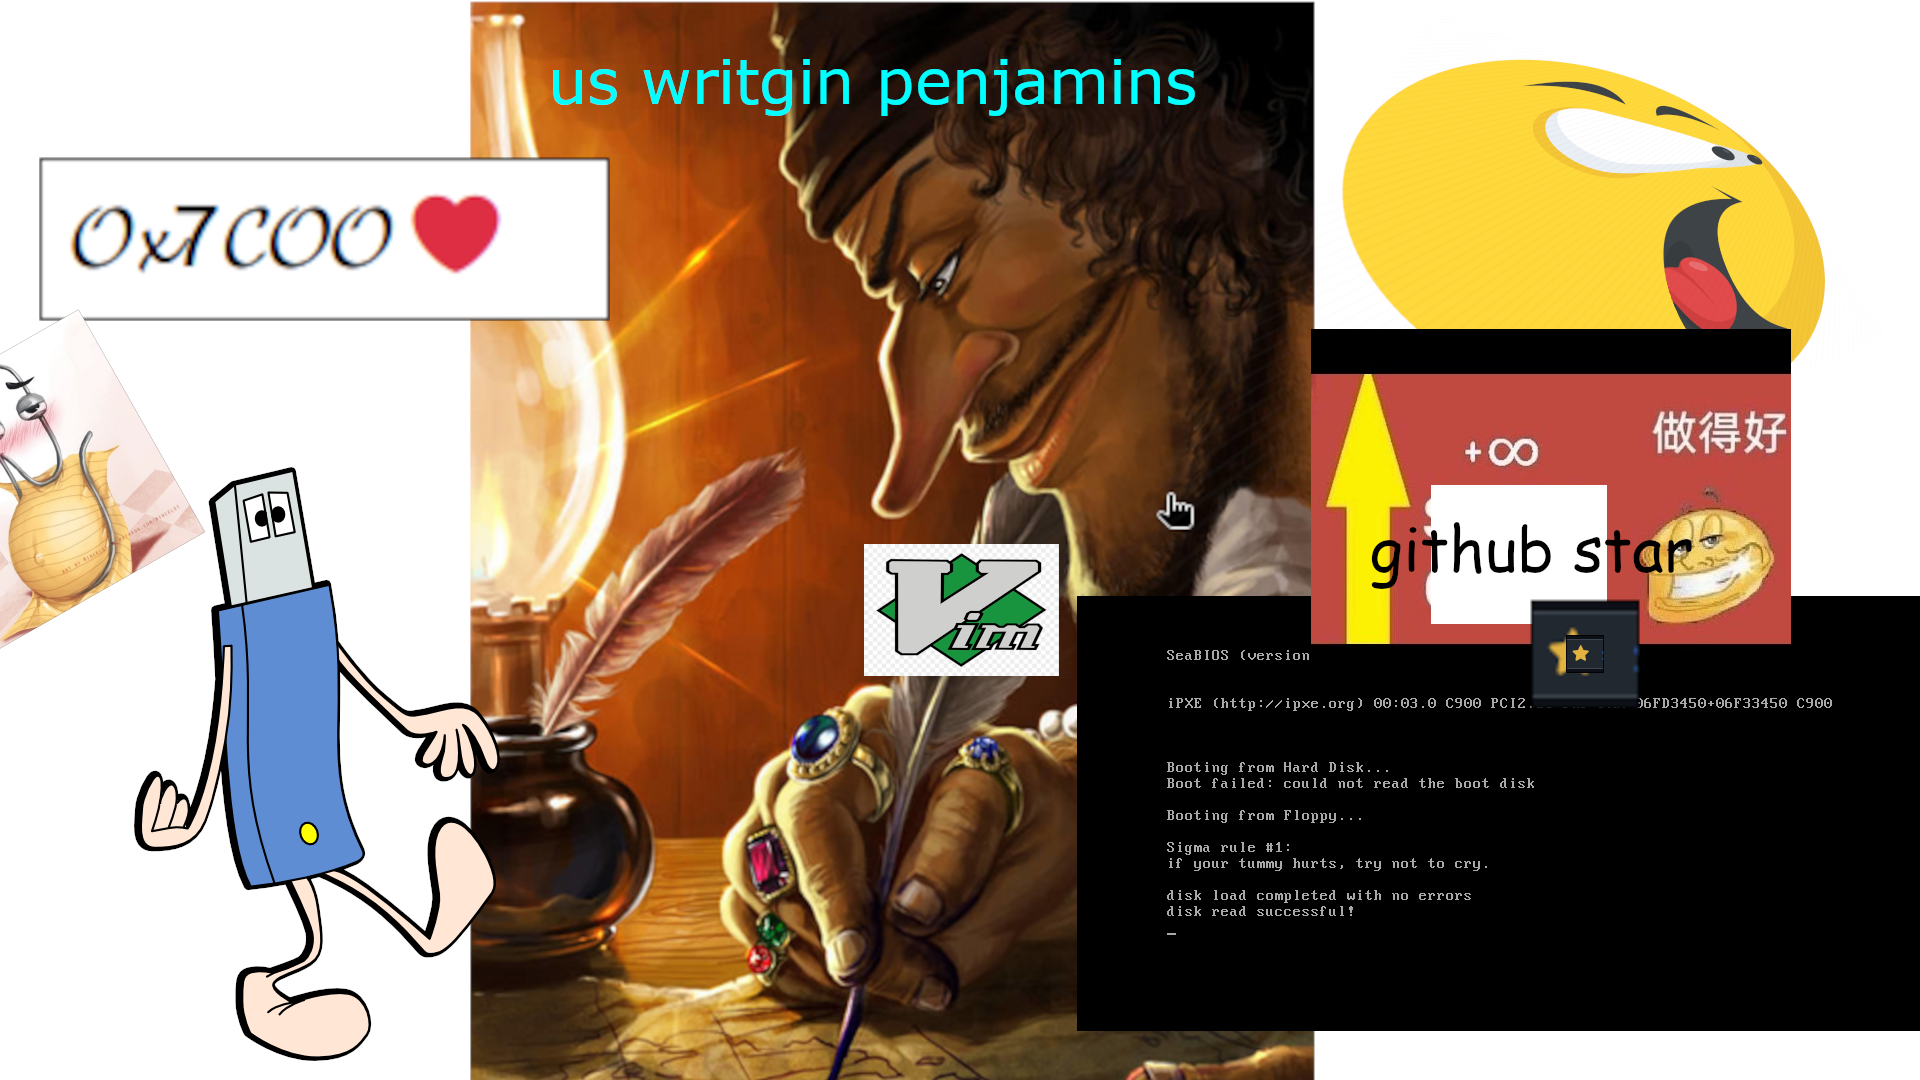 us writgin penjamins
0x7C00 ❤
Vim
+∞
做得好
github star
SeaBIOS (version
iPXE (http://ipxe.org) 00:03.0 C900 PCI2. 06FD3450+06F33450 C900
Booting from Hard Disk...
Boot failed: could not read the boot disk
Booting from Floppy...
Sigma rule #1:
if your tummy hurts, try not to cry.
disk load completed with no errors
disk read successful!
_